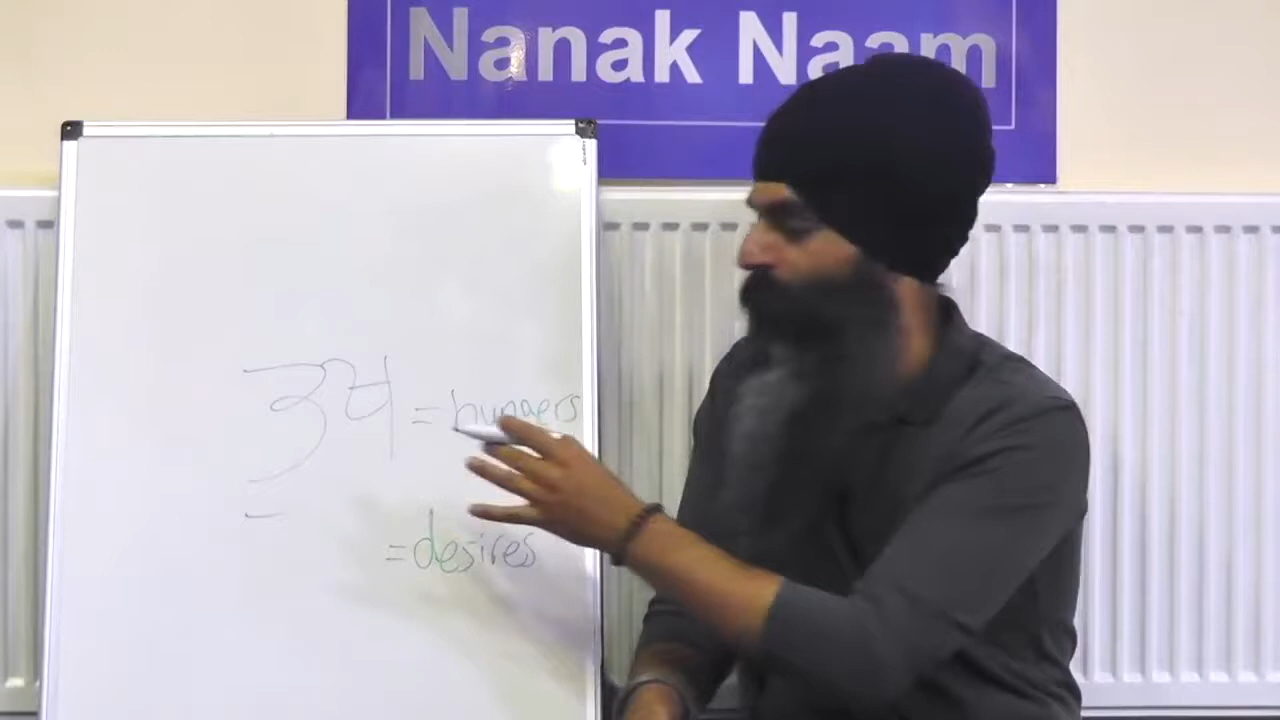 Nanak Naam
ਭੁਖ = hungers
= desires